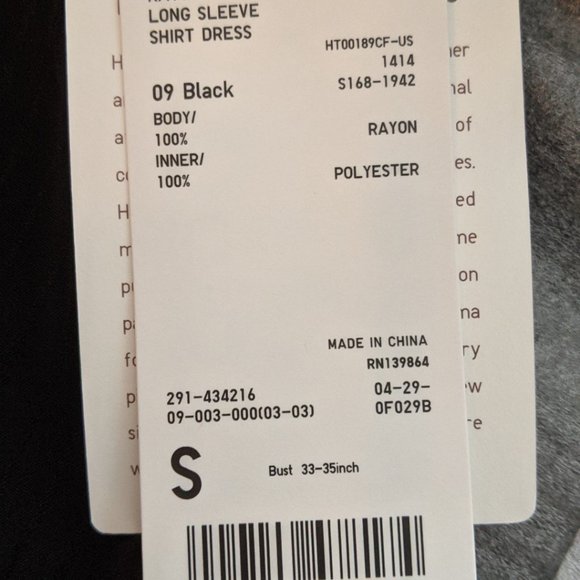 LONG SLEEVE
SHIRT DRESS
HT00189CF-US
1414
09 Black
S168-1942
BODY/
100%
RAYON
INNER/
100%
POLYESTER
MADE IN CHINA
RN139864
291-434216
04-29-
09-003-000(03-03)
0F029B
S
Bust 33-35inch